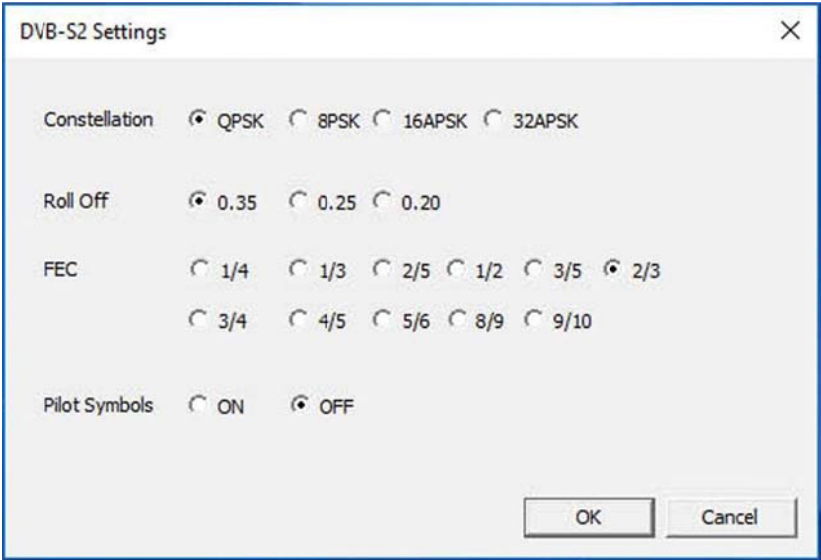 DVB-S2 Settings
Constellation QPSK 8PSK 16APSK 32APSK
Roll Off 0.35 0.25 0.20
FEC 1/4 1/3 2/5 1/2 3/5 2/3
3/4 4/5 5/6 8/9 9/10
Pilot Symbols ON OFF
OK Cancel